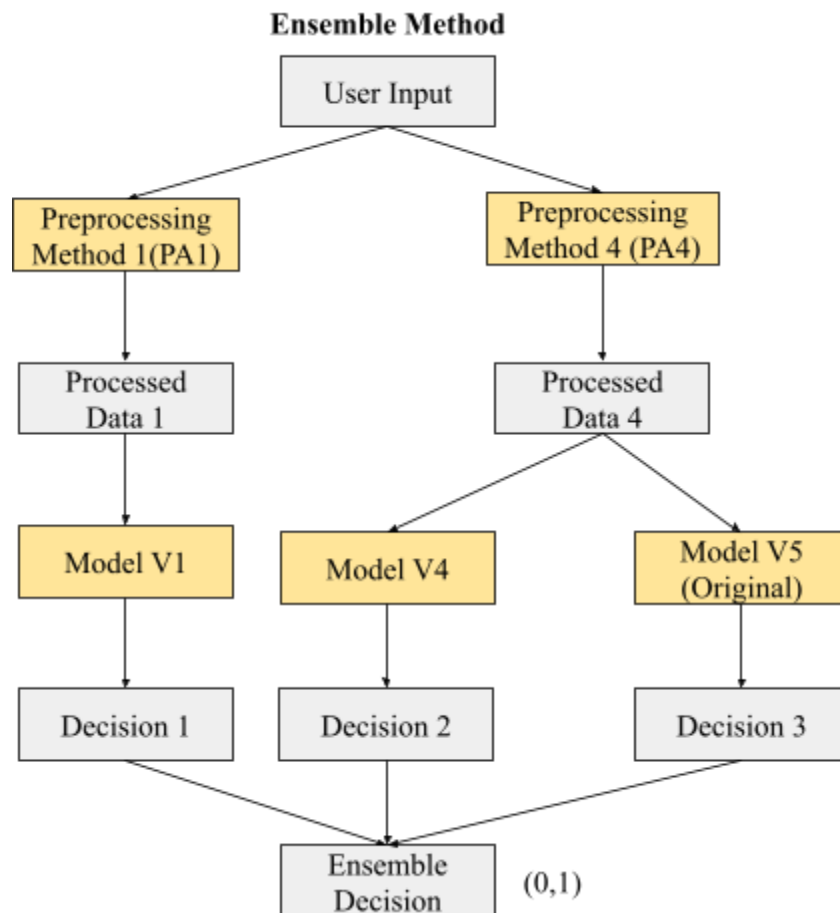 Ensemble Method
User Input
Preprocessing
Method 1(PA1)
Preprocessing
Method 4 (PA4)
Processed
Data 1
Processed
Data 4
Model V1
Model V4
Model V5
(Original)
Decision 1
Decision 2
Decision 3
Ensemble
Decision
(0,1)